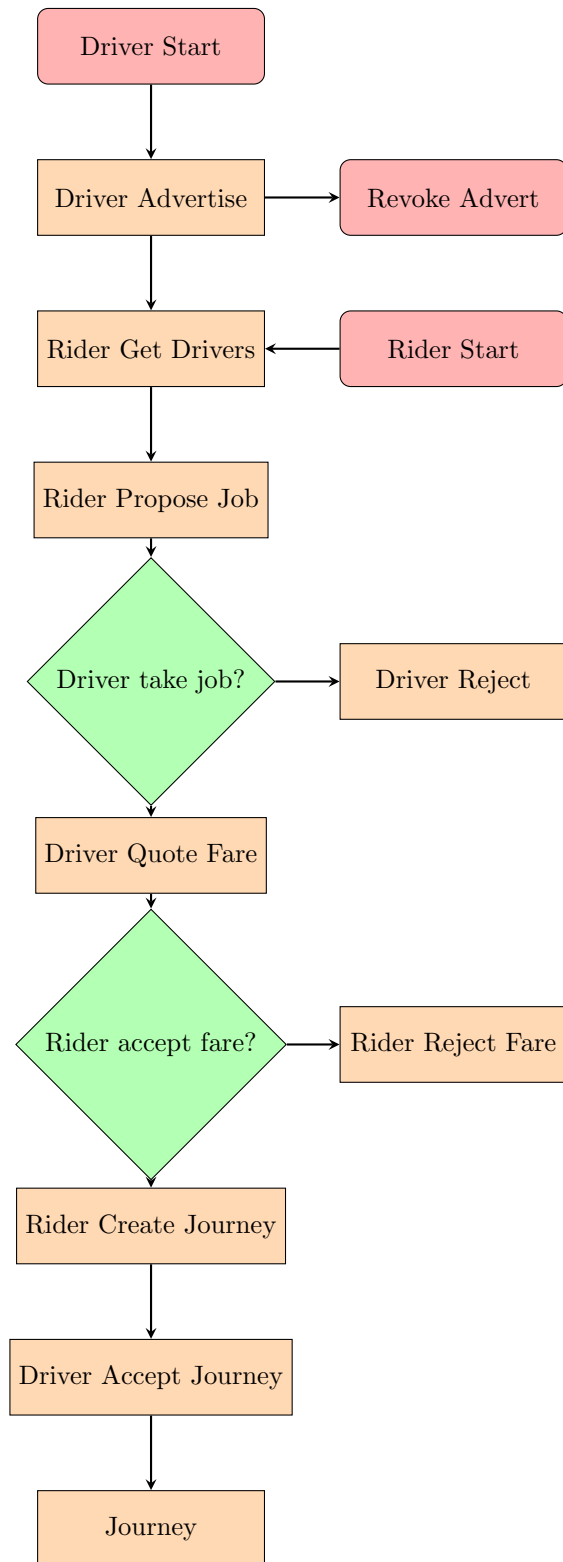 Driver Start
Driver Advertise
Revoke Advert
Rider Get Drivers
Rider Start
Rider Propose Job
Driver take job?
Driver Reject
Driver Quote Fare
Rider accept fare?
Rider Reject Fare
Rider Create Journey
Driver Accept Journey
Journey